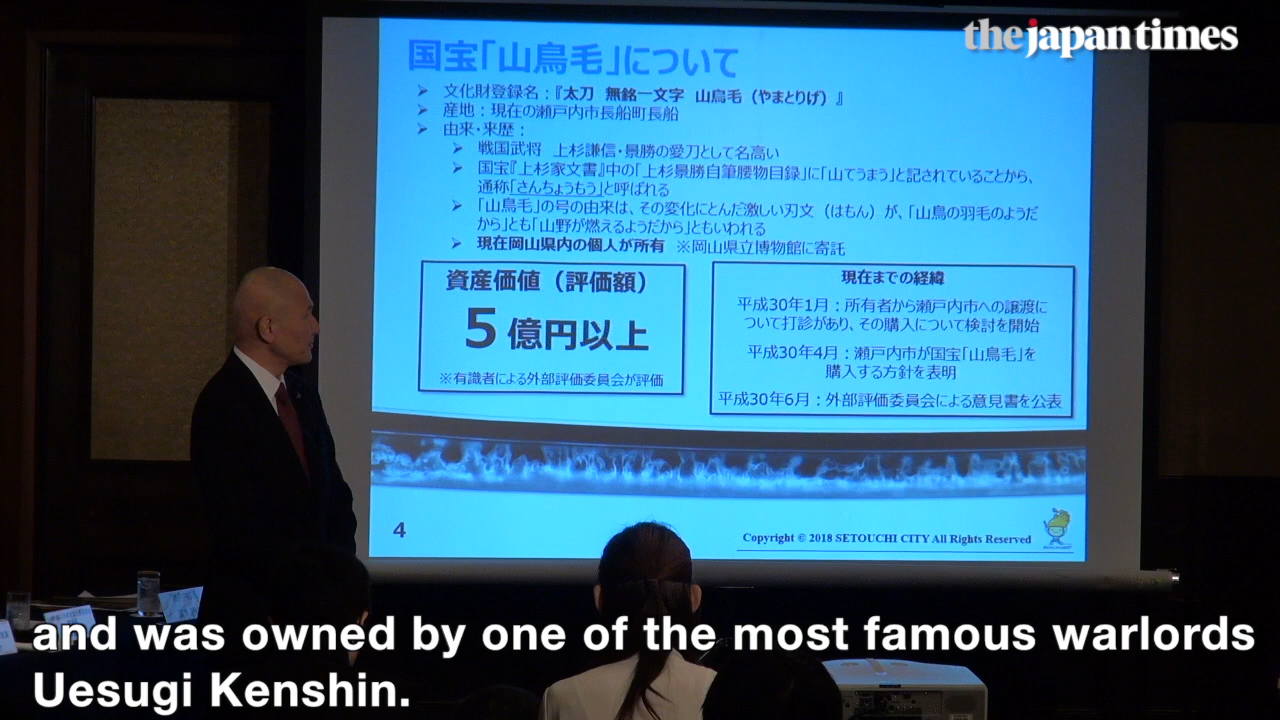 the japan times
国宝「山鳥毛」について
文化財登録名：『太刀　無銘一文字　山鳥毛（やまとりげ）』
産地：現在の瀬戸内市長船町長船
由来・来歴：
戦国武将　上杉謙信・景勝の愛刀として名高い
国宝『上杉家文書』中の「上杉景勝自筆腰物目録」に「山てうまう」と記されていることから、
通称「さんちょうもう」と呼ばれる
「山鳥毛」の号の由来は、その変化にとんだ激しい刃文（はもん）が、「山鳥の羽毛のようだ
から」とも「山野が燃えるようだから」ともいわれる
現在岡山県内の個人が所有　※岡山県立博物館に寄託
資産価値（評価額）
5億円以上
※有識者による外部評価委員会が評価
現在までの経緯
平成30年1月：所有者から瀬戸内市への譲渡に
ついて打診があり、その購入について検討を開始
平成30年4月：瀬戸内市が国宝「山鳥毛」を
購入する方針を表明
平成30年6月：外部評価委員会による意見書を公表
4
Copyright © 2018 SETOUCHI CITY All Rights Reserved
and was owned by one of the most famous warlords
Uesugi Kenshin.